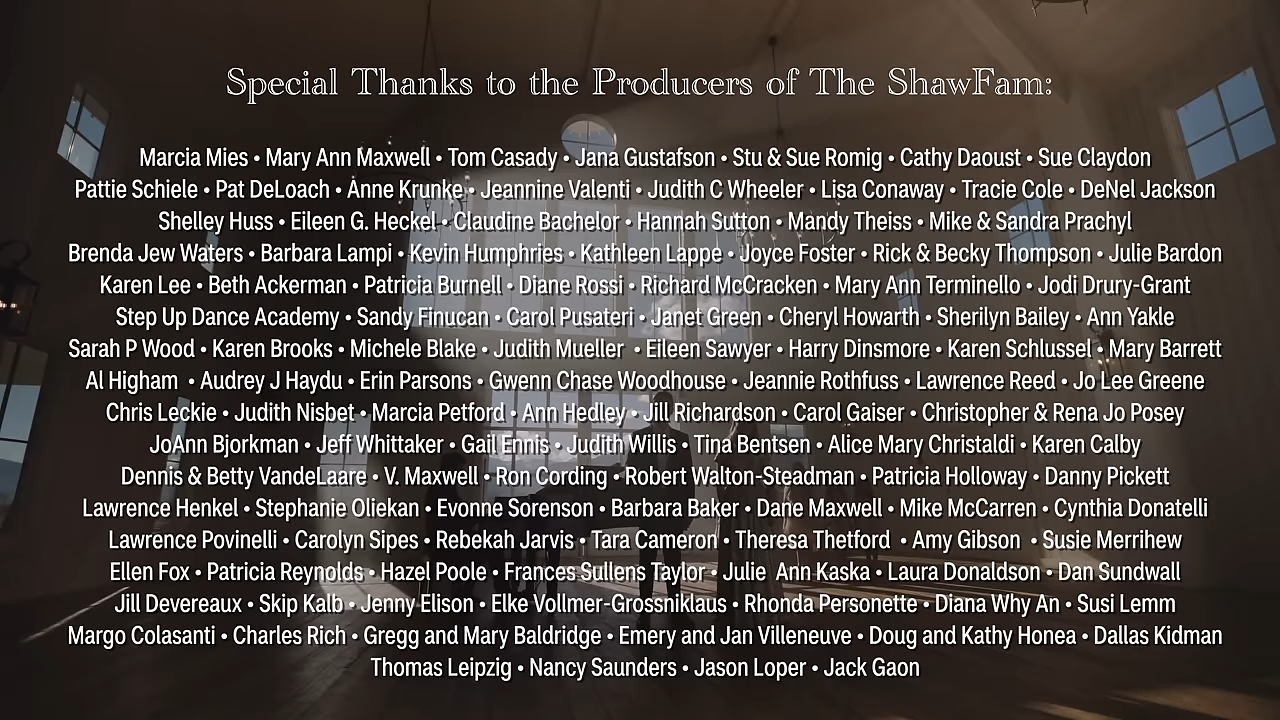 Special Thanks to the Producers of The ShawFam:
Marcia Mies • Mary Ann Maxwell • Tom Casady • Jana Gustafson • Stu & Sue Romig • Cathy Daoust • Sue Claydon
Pattie Schiele • Pat DeLoach • Anne Krunke • Jeannine Valenti • Judith C Wheeler • Lisa Conaway • Tracie Cole • DeNel Jackson
Shelley Huss • Eileen G. Heckel • Claudine Bachelor • Hannah Sutton • Mandy Theiss • Mike & Sandra Prachyl
Brenda Jew Waters • Barbara Lampi • Kevin Humphries • Kathleen Lappe • Joyce Foster • Rick & Becky Thompson • Julie Bardon
Karen Lee • Beth Ackerman • Patricia Burnell • Diane Rossi • Richard McCracken • Mary Ann Terminello • Jodi Drury-Grant
Step Up Dance Academy • Sandy Finucan • Carol Pusateri • Janet Green • Cheryl Howarth • Sherilyn Bailey • Ann Yakle
Sarah P Wood • Karen Brooks • Michele Blake • Judith Mueller • Eileen Sawyer • Harry Dinsmore • Karen Schlussel • Mary Barrett
Al Higham • Audrey J Haydu • Erin Parsons • Gwenn Chase Woodhouse • Jeannie Rothfuss • Lawrence Reed • Jo Lee Greene
Chris Leckie • Judith Nisbet • Marcia Petford • Ann Hedley • Jill Richardson • Carol Gaiser • Christopher & Rena Jo Posey
JoAnn Bjorkman • Jeff Whittaker • Gail Ennis • Judith Willis • Tina Bentsen • Alice Mary Christaldi • Karen Calby
Dennis & Betty VandeLaare • V. Maxwell • Ron Cording • Robert Walton-Steadman • Patricia Holloway • Danny Pickett
Lawrence Henkel • Stephanie Oliekan • Evonne Sorenson • Barbara Baker • Dane Maxwell • Mike McCarren • Cynthia Donatelli
Lawrence Povinelli • Carolyn Sipes • Rebekah Jarvis • Tara Cameron • Theresa Thetford • Amy Gibson • Susie Merrihew
Ellen Fox • Patricia Reynolds • Hazel Poole • Frances Sullens Taylor • Julie Ann Kaska • Laura Donaldson • Dan Sundwall
Jill Devereaux • Skip Kalb • Jenny Elison • Elke Vollmer-Grossniklaus • Rhonda Personette • Diana Why An • Susi Lemm
Margo Colasanti • Charles Rich • Gregg and Mary Baldridge • Emery and Jan Villeneuve • Doug and Kathy Honea • Dallas Kidman
Thomas Leipzig • Nancy Saunders • Jason Loper • Jack Gaon